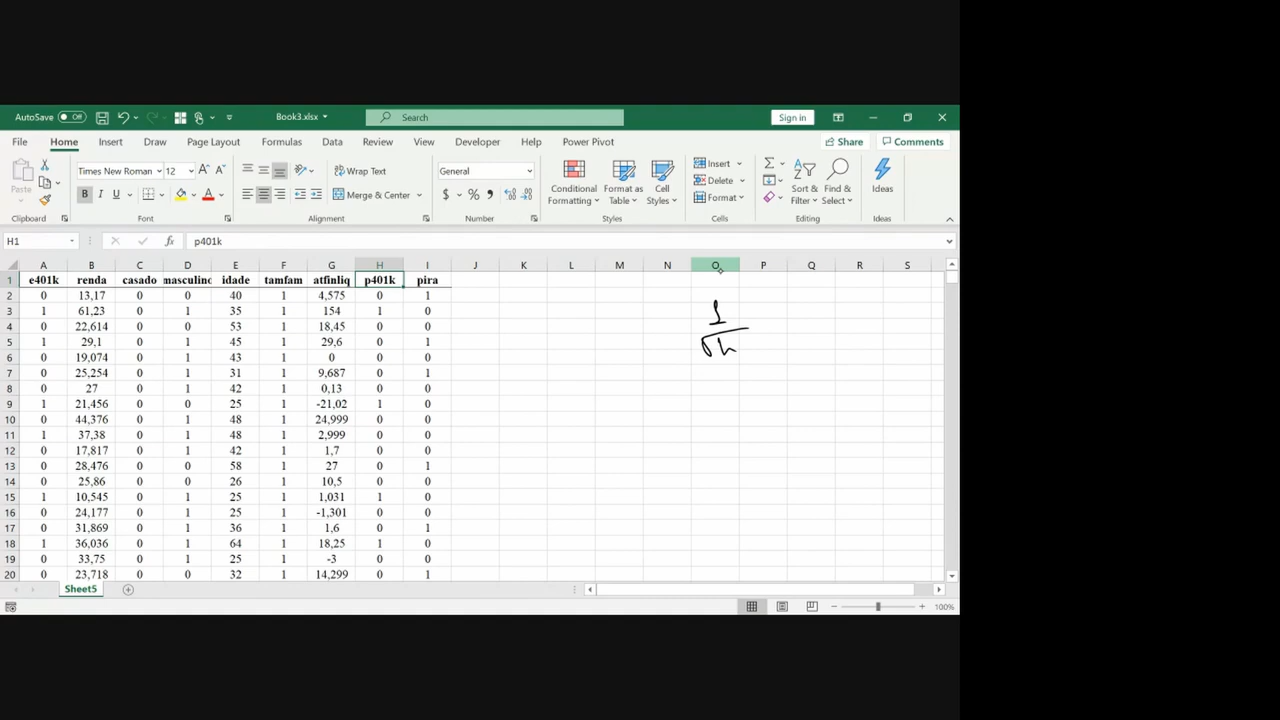 AutoSave Off Book3.xlsx Search Sign in
File Home Insert Draw Page Layout Formulas Data Review View Developer Help Power Pivot Share Comments
Paste Times New Roman 12 A A Wrap Text General Conditional Formatting Format as Table Cell Styles Insert Delete Format Sort & Filter Find & Select Ideas
B I U A Merge & Center $ % ,
Clipboard Font Alignment Number Styles Cells Editing Ideas
H1 fx p401k
A B C D E F G H I J K L M N O P Q R S
1 e401k renda casado masculino idade tamfam atfinliq p401k pira
2 0 13,17 0 0 40 1 4,575 0 1
3 1 61,23 0 1 35 1 154 1 0
4 0 22,614 0 0 53 1 18,45 0 0
5 1 29,1 0 1 45 1 29,6 0 1
6 0 19,074 0 1 43 1 0 0 0
7 0 25,254 0 1 31 1 9,687 0 1
8 0 27 0 1 42 1 0,13 0 0
9 1 21,456 0 0 25 1 -21,02 1 0
10 0 44,376 0 1 48 1 24,999 0 0
11 1 37,38 0 1 48 1 2,999 0 0
12 0 17,817 0 1 42 1 1,7 0 0
13 0 28,476 0 0 58 1 27 0 1
14 0 25,86 0 0 26 1 10,5 0 0
15 1 10,545 0 1 25 1 1,031 1 0
16 0 24,177 0 1 25 1 -1,301 0 0
17 0 31,869 0 1 36 1 1,6 0 1
18 1 36,036 0 1 64 1 18,25 1 0
19 0 33,75 0 1 25 1 -3 0 0
20 0 23,718 0 0 32 1 14,299 0 1
Sheet5
100%